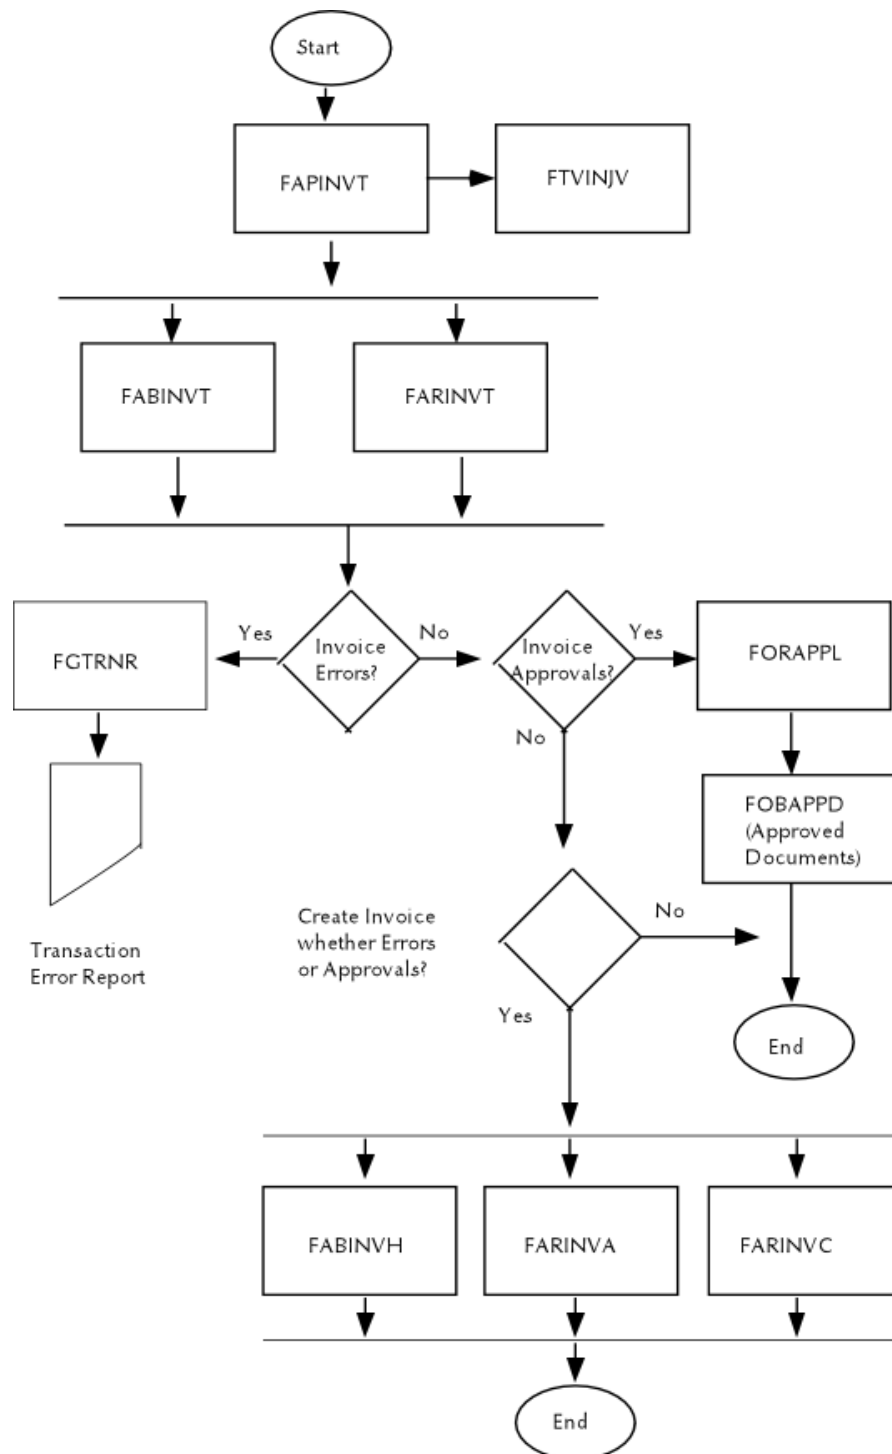 Start
FAPINVT
FTVINJV
FABINVT
FARINVT
FGTRNR
Yes
Invoice
Errors?
No
Invoice
Approvals?
Yes
FORAPPL
No
FOBAPPD
(Approved
Documents)
Transaction
Error Report
Create Invoice
whether Errors
or Approvals?
No
Yes
End
FABINVH
FARINVA
FARINVC
End